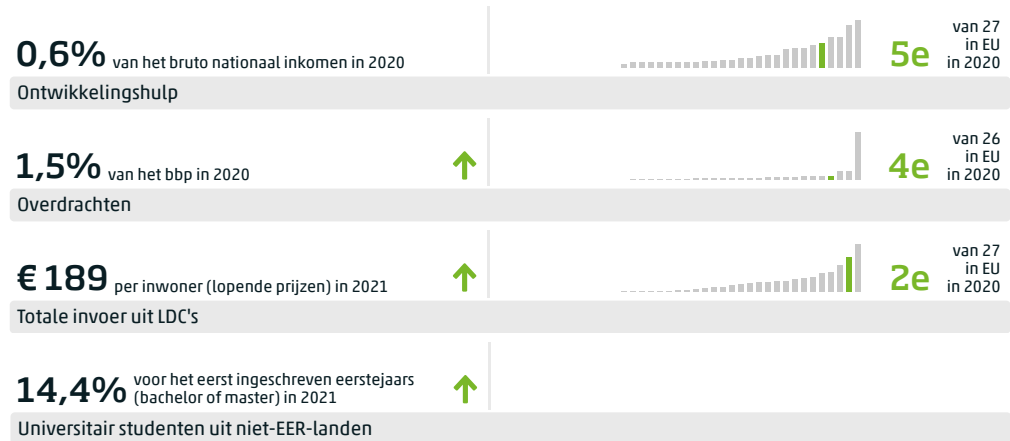 0,6% van het bruto nationaal inkomen in 2020
5e
van 27
in EU
in 2020
Ontwikkelingshulp
1,5% van het bbp in 2020
4e
van 26
in EU
in 2020
Overdrachten
€ 189 per inwoner (lopende prijzen) in 2021
2e
van 27
in EU
in 2020
Totale invoer uit LDC's
14,4%
voor het eerst ingeschreven eerstejaars
(bachelor of master) in 2021
Universitair studenten uit niet-EER-landen